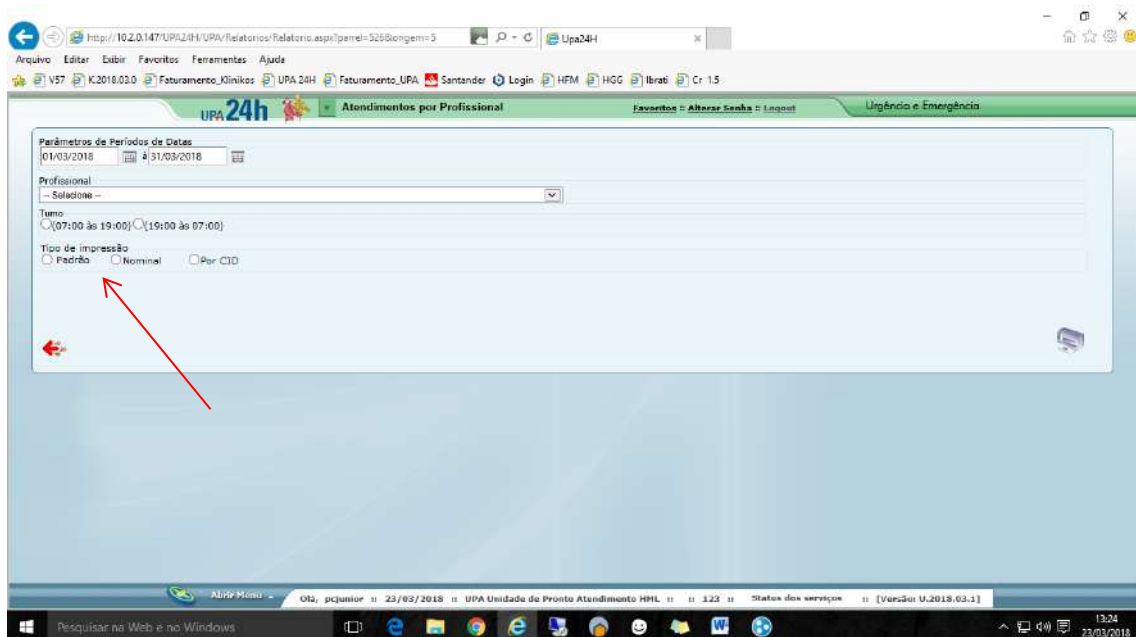 http://10.2.0.147/UPA24H/UPA/Relatorios/Relatorio.aspx?parrel=526&origem=5
Upa24H
Arquivo Editar Exibir Favoritos Ferramentas Ajuda
V57 K.2018.03.0 Faturamento_Klinikos UPA 24H Faturamento_UPA Santander Login HFM HGG Ibrati Cr 1.5
UPA 24h Atendimentos por Profissional Favoritos :: Alterar Senha :: Logout Urgência e Emergência
Parâmetros de Períodos de Datas
01/03/2018 à 31/03/2018
Profissional
-- Selecione --
Turno
(07:00 às 19:00) (19:00 às 07:00)
Tipo de impressão
Padrão Nominal Por CID
Abrir Menu Olá, pcjunior :: 23/03/2018 :: UPA Unidade de Pronto Atendimento HML :: :: 123 :: Status dos serviços :: [Versão: U.2018.03.1]
Pesquisar na Web e no Windows
13:24
23/03/2018